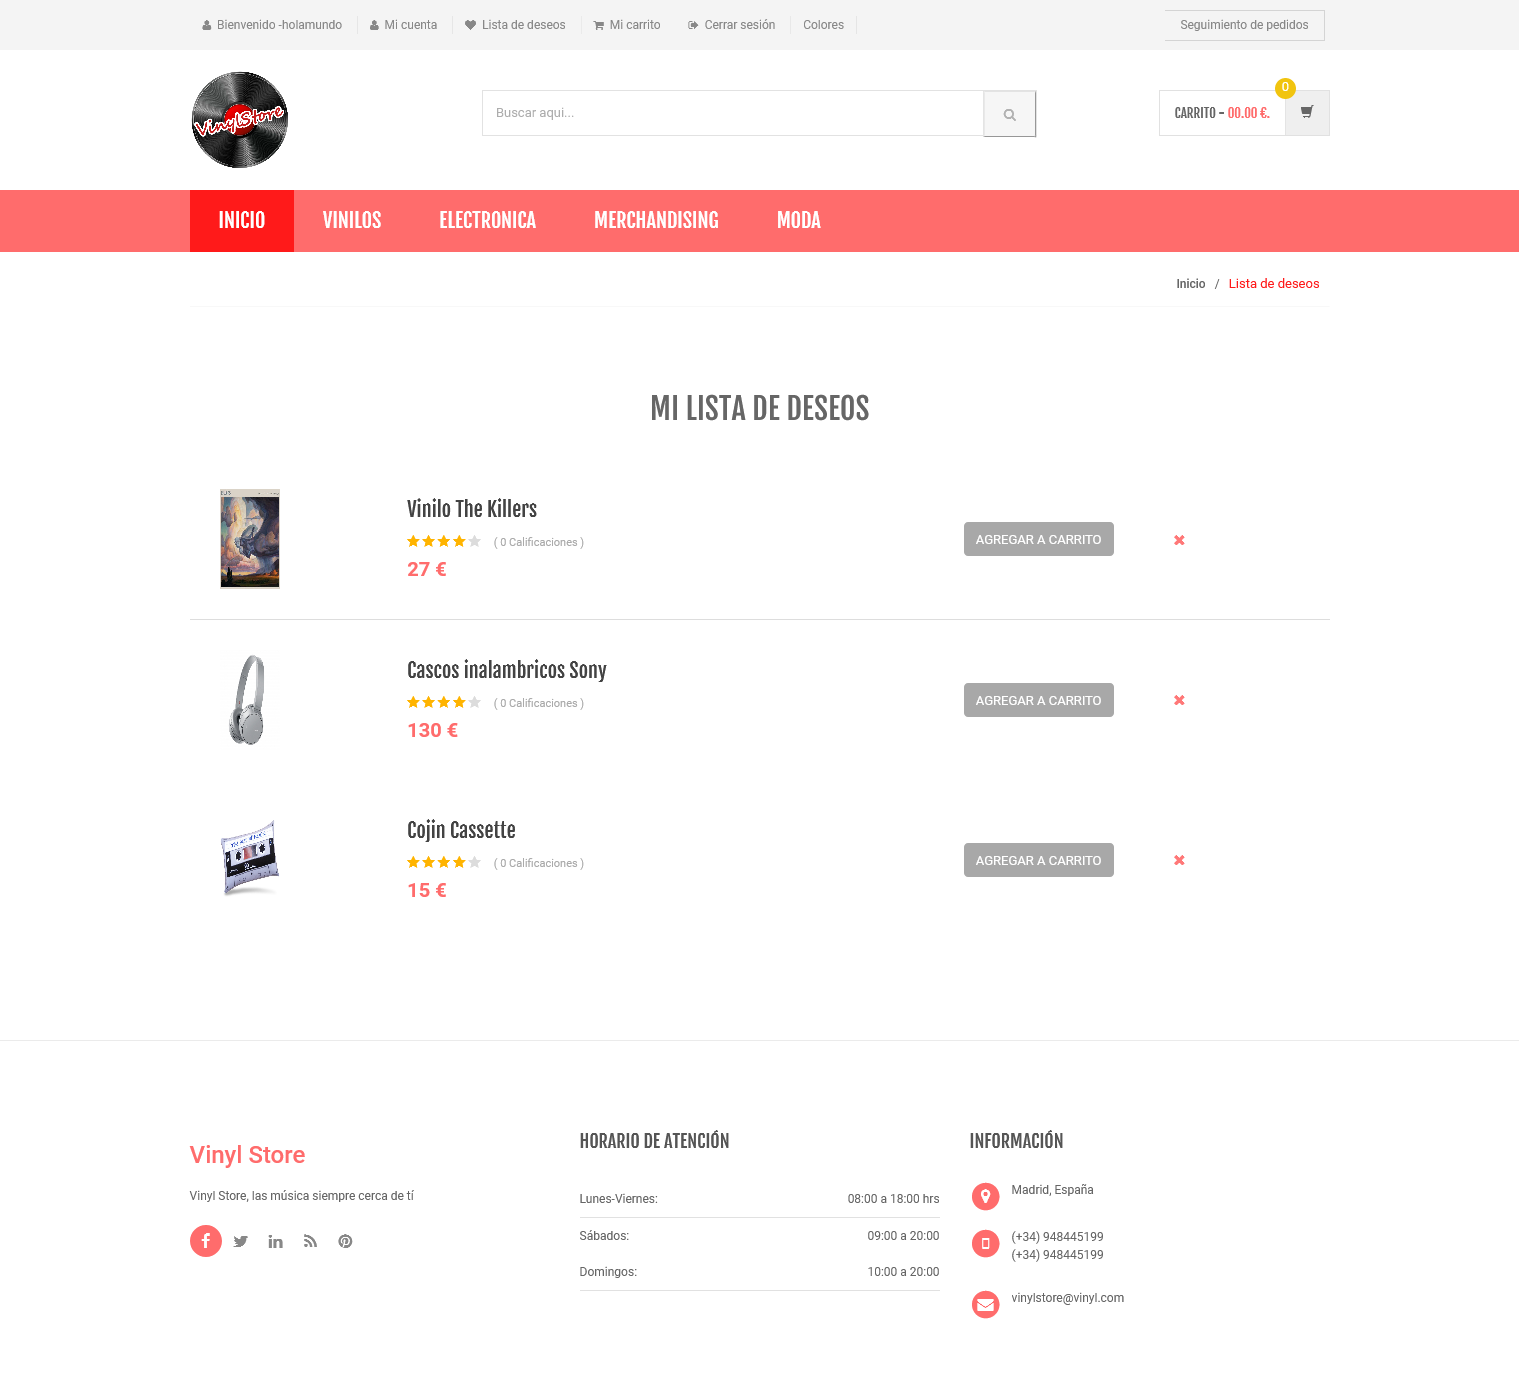 Bienvenido -holamundo Mi cuenta Lista de deseos Mi carrito Cerrar sesión Colores Seguimiento de pedidos
VinylStore
Buscar aqui...
CARRITO - 00.00 €.
0
INICIO VINILOS ELECTRONICA MERCHANDISING MODA
Inicio / Lista de deseos
MI LISTA DE DESEOS
Vinilo The Killers
( 0 Calificaciones )
27 €
AGREGAR A CARRITO
Cascos inalambricos Sony
( 0 Calificaciones )
130 €
AGREGAR A CARRITO
Cojin Cassette
( 0 Calificaciones )
15 €
AGREGAR A CARRITO
Vinyl Store
Vinyl Store, las música siempre cerca de tí
HORARIO DE ATENCIÓN
Lunes-Viernes: 08:00 a 18:00 hrs
Sábados: 09:00 a 20:00
Domingos: 10:00 a 20:00
INFORMACIÓN
Madrid, España
(+34) 948445199
(+34) 948445199
vinylstore@vinyl.com